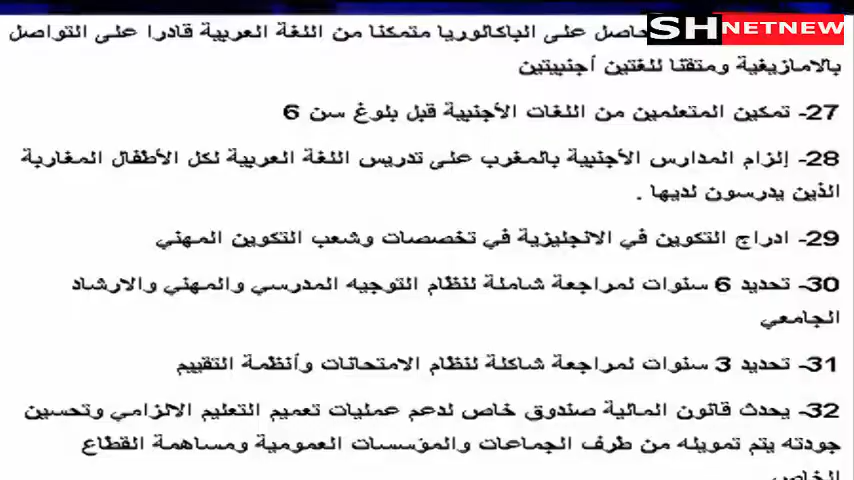 SHNETNEW
حاصل على الباكالوريا متمكنا من اللغة العربية قادرا على التواصل
بالامازيغية ومتقنا للغتين أجنبيتين
27- تمكين المتعلمين من اللغات الأجنبية قبل بلوغ سن 6
28- إلزام المدارس الأجنبية بالمغرب على تدريس اللغة العربية لكل الأطفال المغاربة
الذين يدرسون لديها .
29- ادراج التكوين في الانجليزية في تخصصات وشعب التكوين المهني
30- تحديد 6 سنوات لمراجعة شاملة لنظام التوجيه المدرسي والمهني والارشاد
الجامعي
31- تحديد 3 سنوات لمراجعة شاكلة لنظام الامتحانات وأنظمة التقييم
32- يحدث قانون المالية صندوق خاص لدعم عمليات تعميم التعليم الالزامي وتحسين
جودته يتم تمويله من طرف الجماعات والمؤسسات العمومية ومساهمة القطاع
الخاص